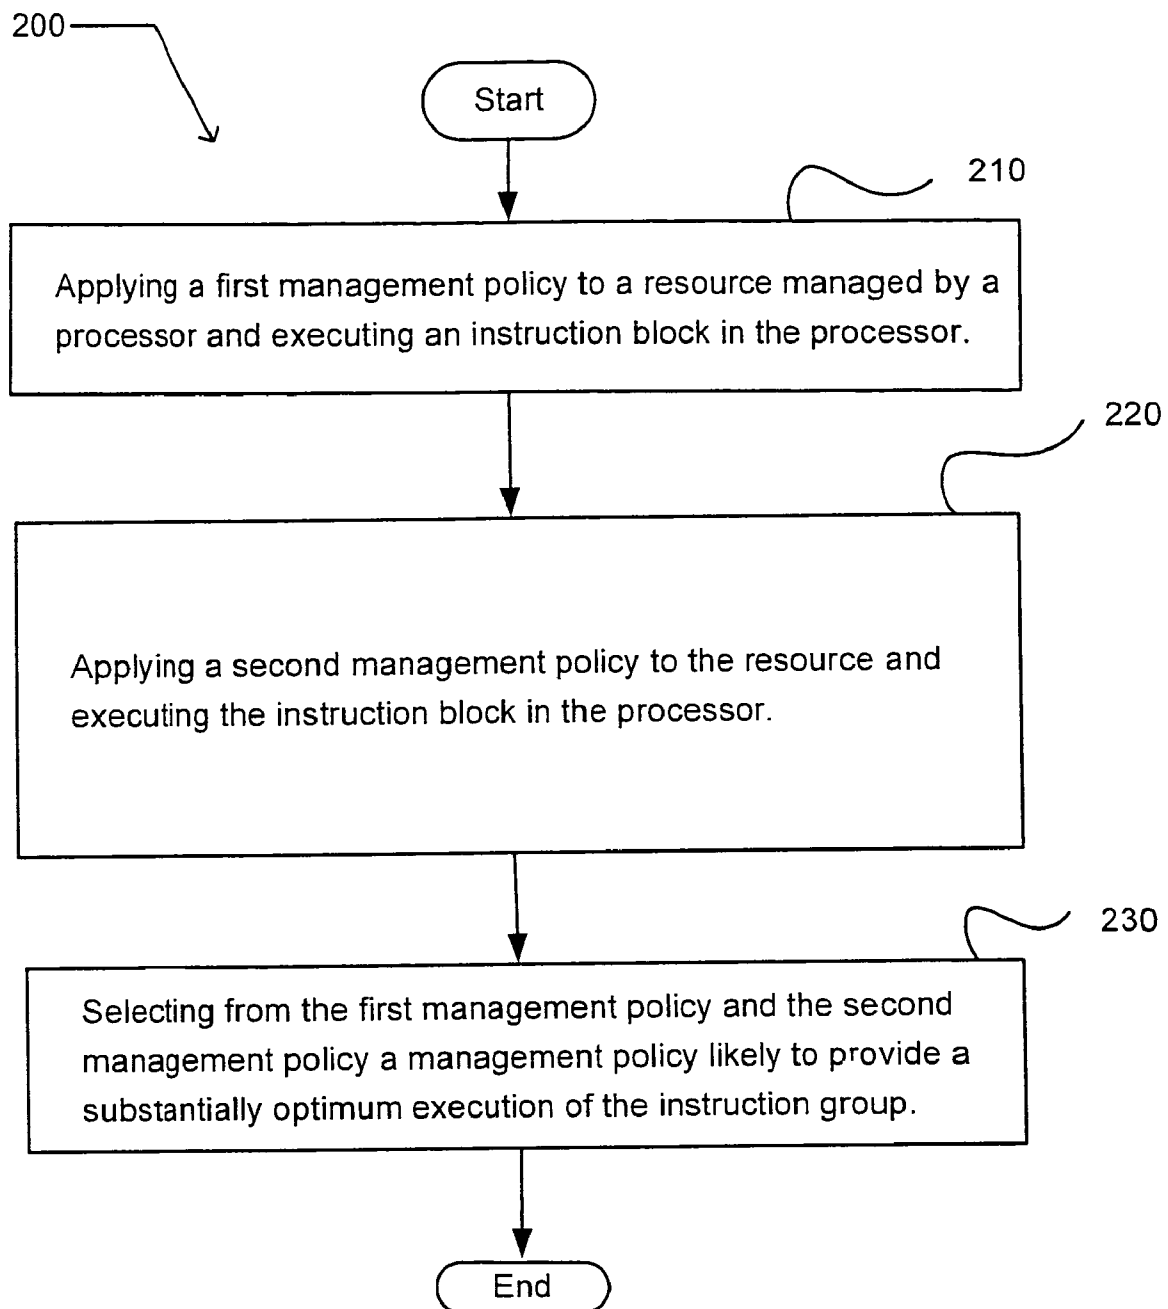 200
Start
210
Applying a first management policy to a resource managed by a
processor and executing an instruction block in the processor.
220
Applying a second management policy to the resource and
executing the instruction block in the processor.
230
Selecting from the first management policy and the second
management policy a management policy likely to provide a
substantially optimum execution of the instruction group.
End